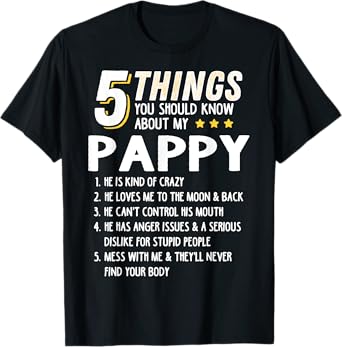 5 THINGS
YOU SHOULD KNOW
ABOUT MY
PAPPY
1. HE IS KIND OF CRAZY
2. HE LOVES ME TO THE MOON & BACK
3. HE CAN'T CONTROL HIS MOUTH
4. HE HAS ANGER ISSUES & A SERIOUS
DISLIKE FOR STUPID PEOPLE
5. MESS WITH ME & THEY'LL NEVER
FIND YOUR BODY